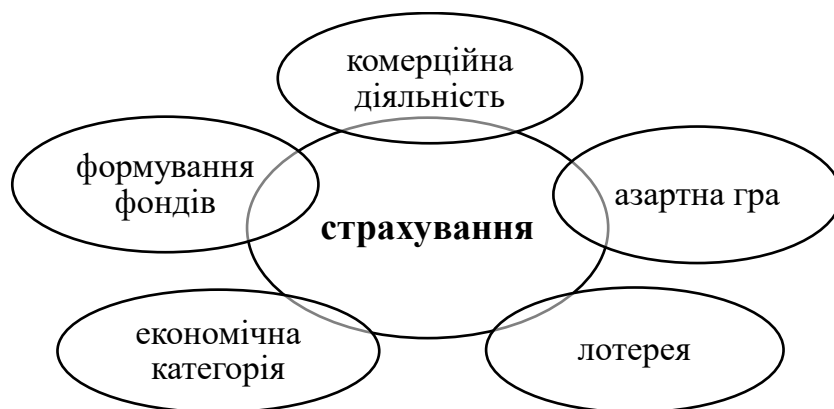 комерційна
діяльність
формування
фондів
азартна гра
страхування
економічна
категорія
лотерея